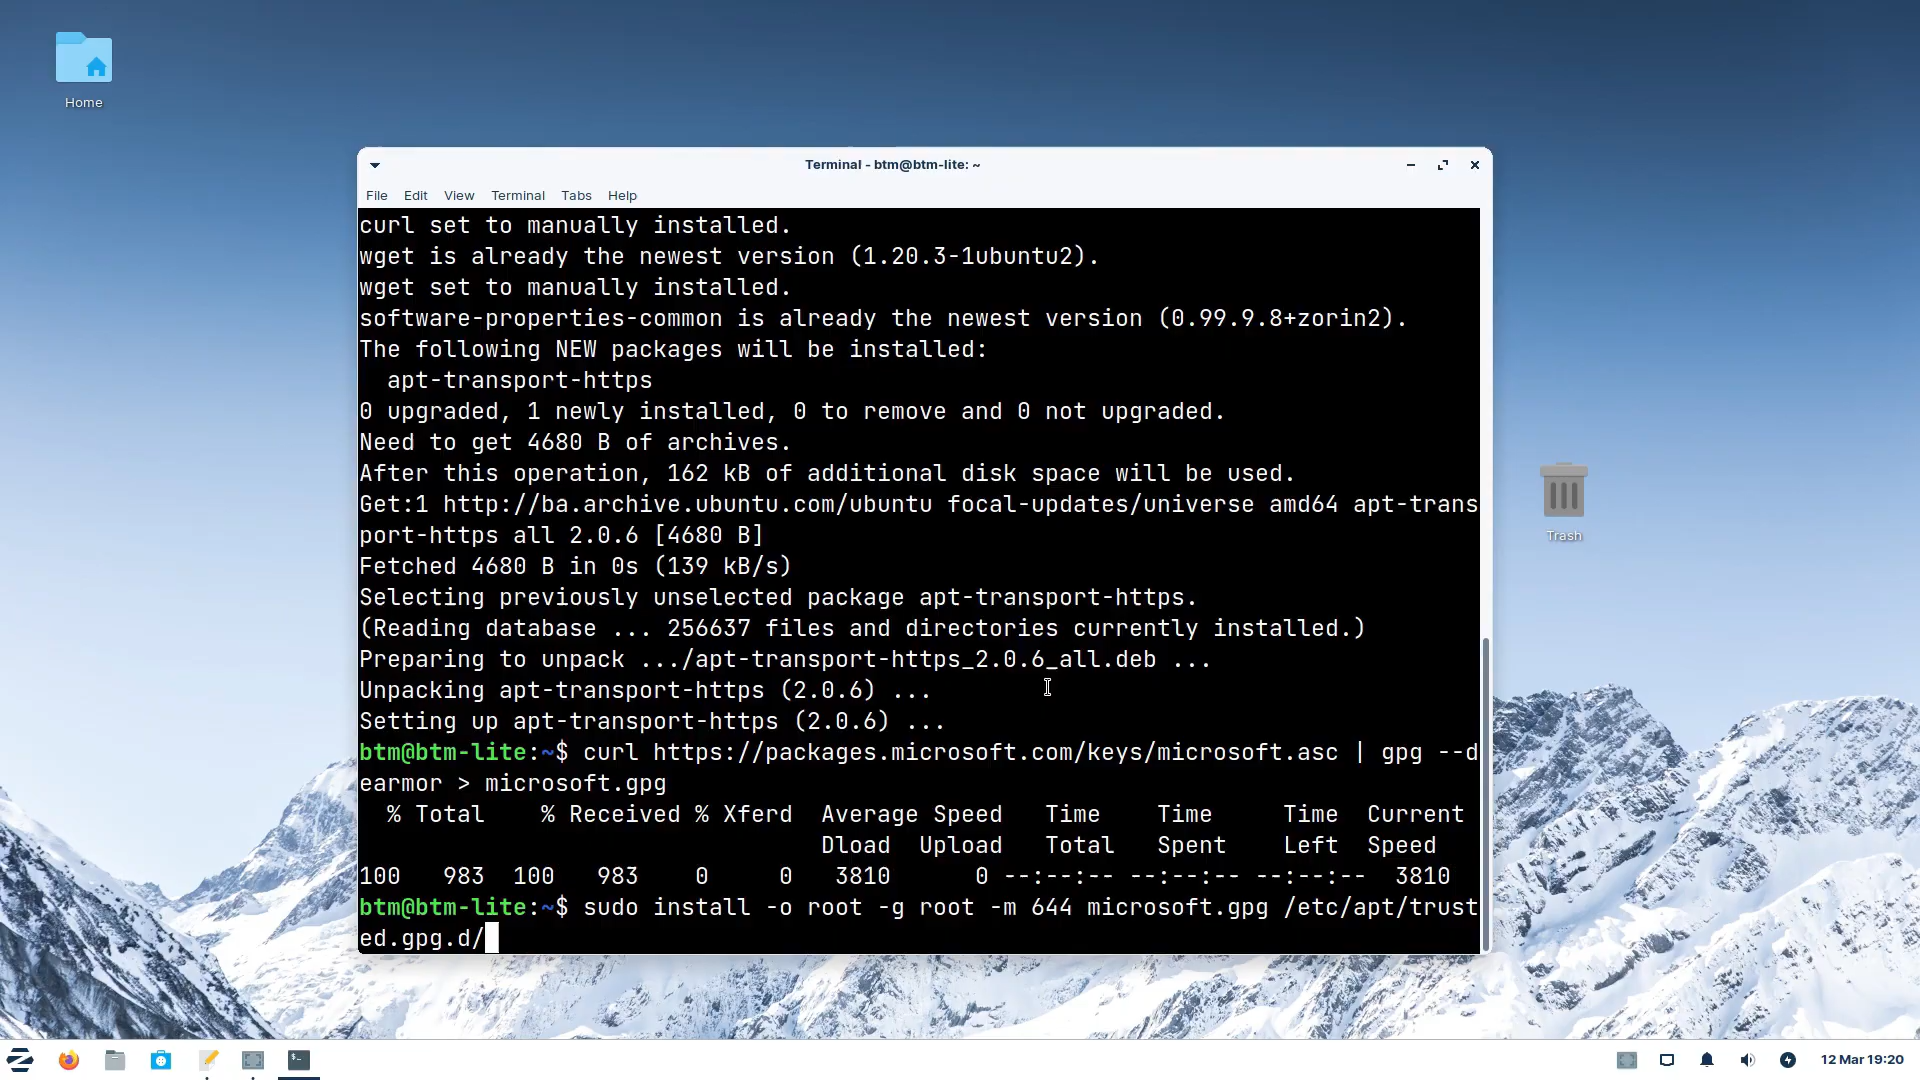 Home
Terminal - btm@btm-lite: ~
File Edit View Terminal Tabs Help
curl set to manually installed.
wget is already the newest version (1.20.3-1ubuntu2).
wget set to manually installed.
software-properties-common is already the newest version (0.99.9.8+zorin2).
The following NEW packages will be installed:
  apt-transport-https
0 upgraded, 1 newly installed, 0 to remove and 0 not upgraded.
Need to get 4680 B of archives.
After this operation, 162 kB of additional disk space will be used.
Get:1 http://ba.archive.ubuntu.com/ubuntu focal-updates/universe amd64 apt-trans
port-https all 2.0.6 [4680 B]
Fetched 4680 B in 0s (139 kB/s)
Selecting previously unselected package apt-transport-https.
(Reading database ... 256637 files and directories currently installed.)
Preparing to unpack .../apt-transport-https_2.0.6_all.deb ...
Unpacking apt-transport-https (2.0.6) ...
Setting up apt-transport-https (2.0.6) ...
btm@btm-lite:~$ curl https://packages.microsoft.com/keys/microsoft.asc | gpg --d
earmor > microsoft.gpg
  % Total    % Received % Xferd  Average Speed   Time    Time     Time  Current
                                 Dload  Upload   Total   Spent    Left  Speed
100   983  100   983    0     0   3810      0 --:--:-- --:--:-- --:--:--  3810
btm@btm-lite:~$ sudo install -o root -g root -m 644 microsoft.gpg /etc/apt/trust
ed.gpg.d/
Trash
12 Mar 19:20